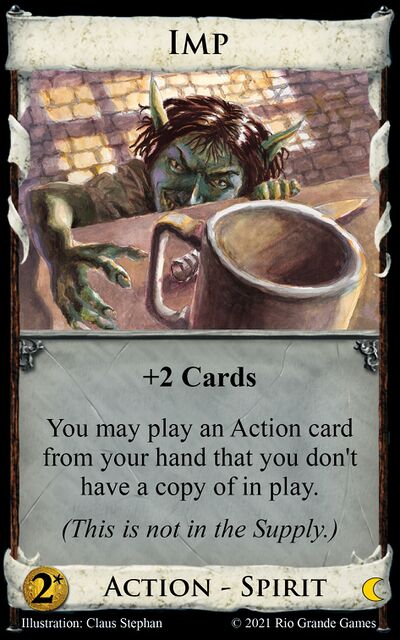 IMP
+2 Cards
You may play an Action card
from your hand that you don't
have a copy of in play.
(This is not in the Supply.)
2* ACTION - SPIRIT
Illustration: Claus Stephan © 2021 Rio Grande Games